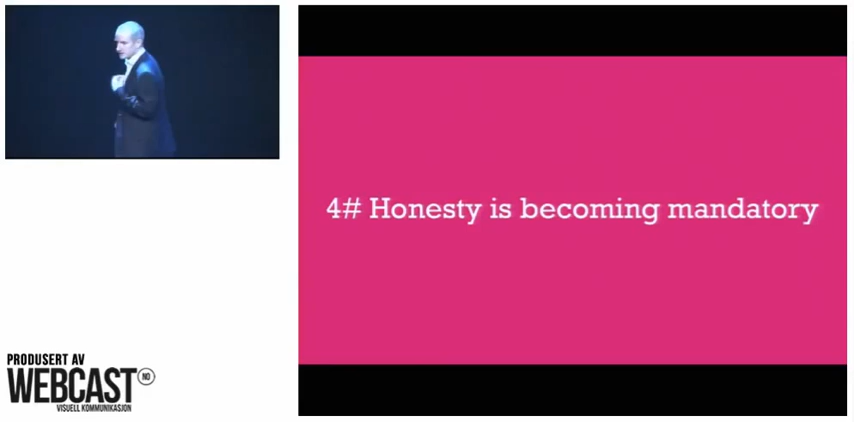 4# Honesty is becoming mandatory
PRODUSERT AV
WEBCAST NO
VISUELL KOMMUNIKASJON